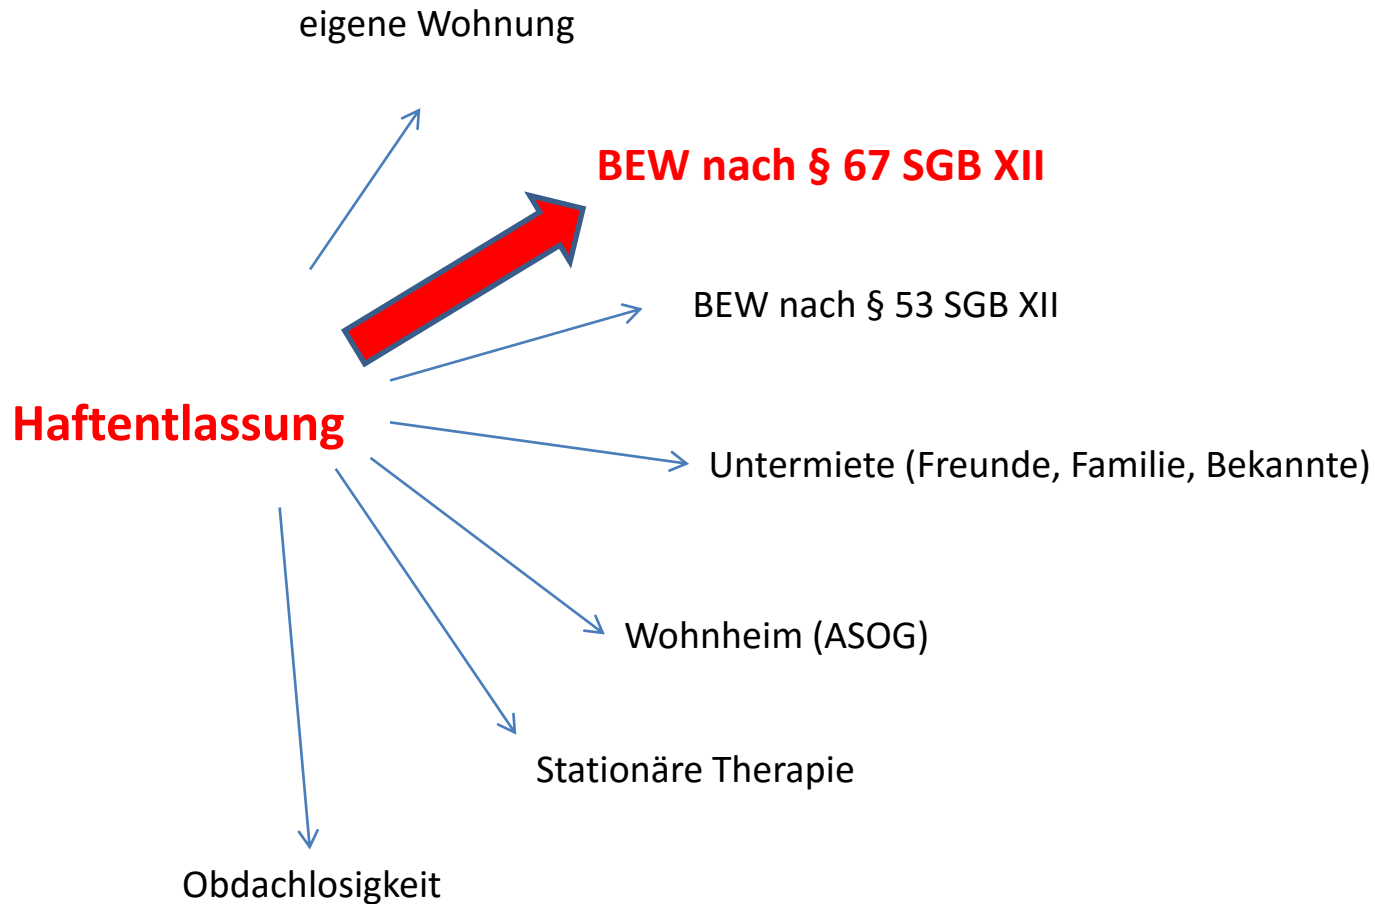 eigene Wohnung
BEW nach § 67 SGB XII
BEW nach § 53 SGB XII
Haftentlassung
Untermiete (Freunde, Familie, Bekannte)
Wohnheim (ASOG)
Stationäre Therapie
Obdachlosigkeit